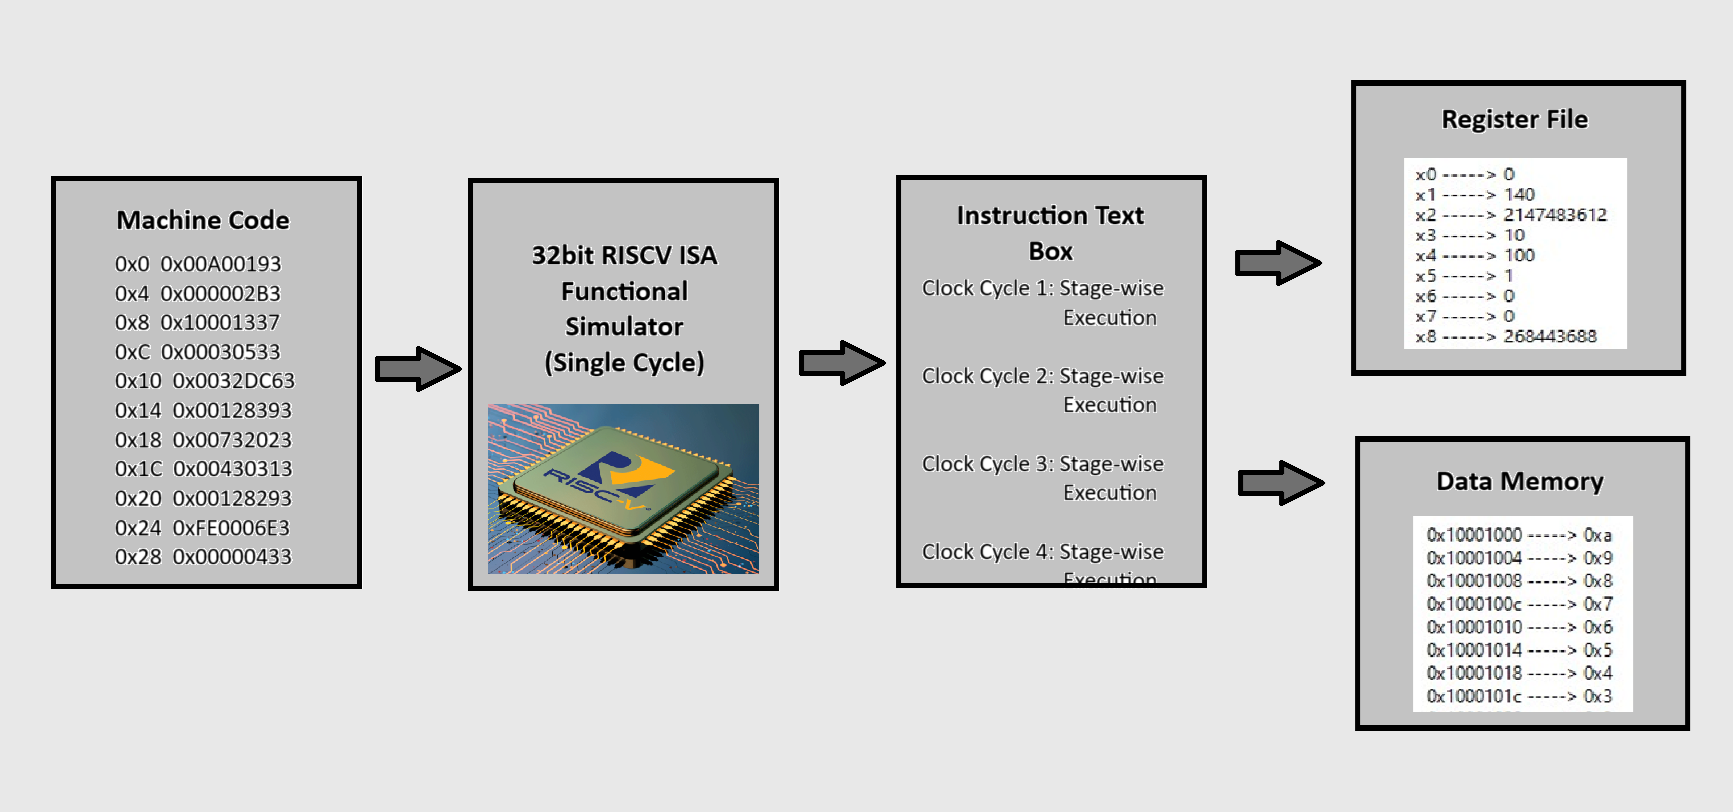 Machine Code
0x0 0x00A00193
0x4 0x000002B3
0x8 0x10001337
0xC 0x00030533
0x10 0x0032DC63
0x14 0x00128393
0x18 0x00732023
0x1C 0x00430313
0x20 0x00128293
0x24 0xFE0006E3
0x28 0x00000433
32bit RISCV ISA
Functional
Simulator
(Single Cycle)
RISC-V
Instruction Text
Box
Clock Cycle 1: Stage-wise
Execution
Clock Cycle 2: Stage-wise
Execution
Clock Cycle 3: Stage-wise
Execution
Clock Cycle 4: Stage-wise
Execution
Register File
x0 -----> 0
x1 -----> 140
x2 -----> 2147483612
x3 -----> 10
x4 -----> 100
x5 -----> 1
x6 -----> 0
x7 -----> 0
x8 -----> 268443688
Data Memory
0x10001000 -----> 0xa
0x10001004 -----> 0x9
0x10001008 -----> 0x8
0x1000100c -----> 0x7
0x10001010 -----> 0x6
0x10001014 -----> 0x5
0x10001018 -----> 0x4
0x1000101c -----> 0x3